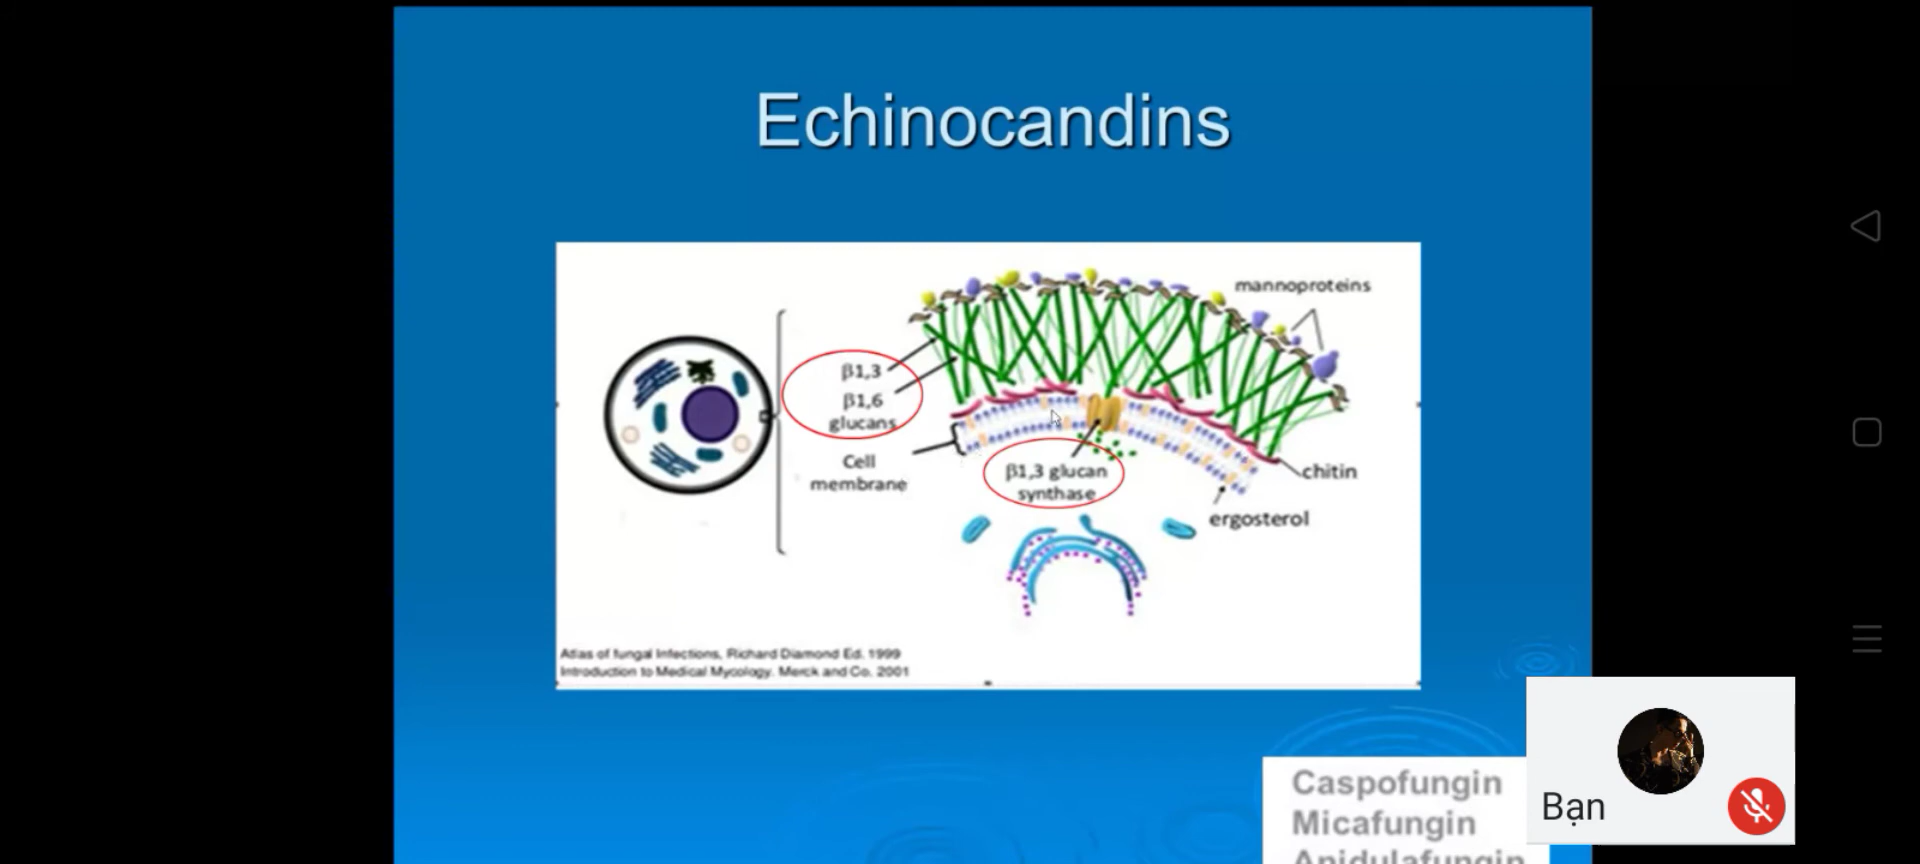 Echinocandins
mannoproteins
β1,3
β1,6
glucans
Cell
membrane
β1,3 glucan
synthase
chitin
ergosterol
Atlas of fungal Infections, Richard Diamond Ed. 1999
Introduction to Medical Mycology. Merck and Co. 2001
Caspofungin
Micafungin
Anidulafungin
Bạn